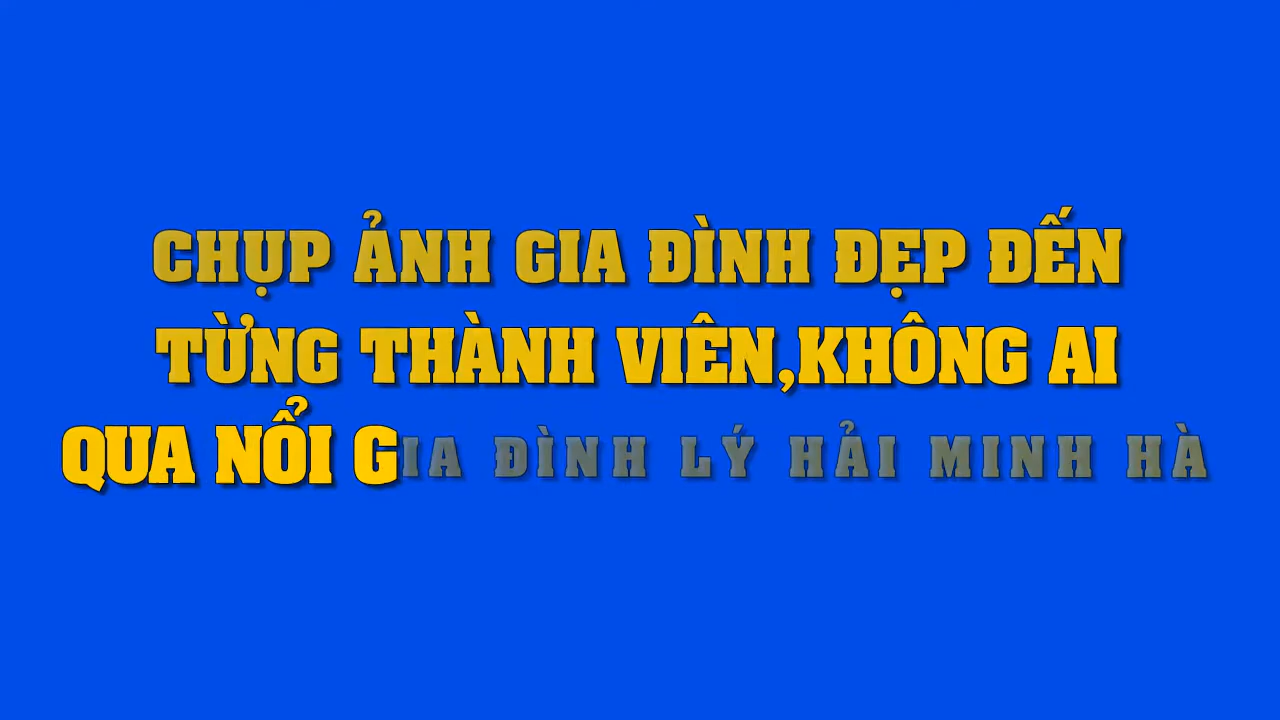 CHỤP ẢNH GIA ĐÌNH ĐẸP ĐẾN
TỪNG THÀNH VIÊN,KHÔNG AI
QUA NỔI GIA ĐÌNH LÝ HẢI MINH HÀ